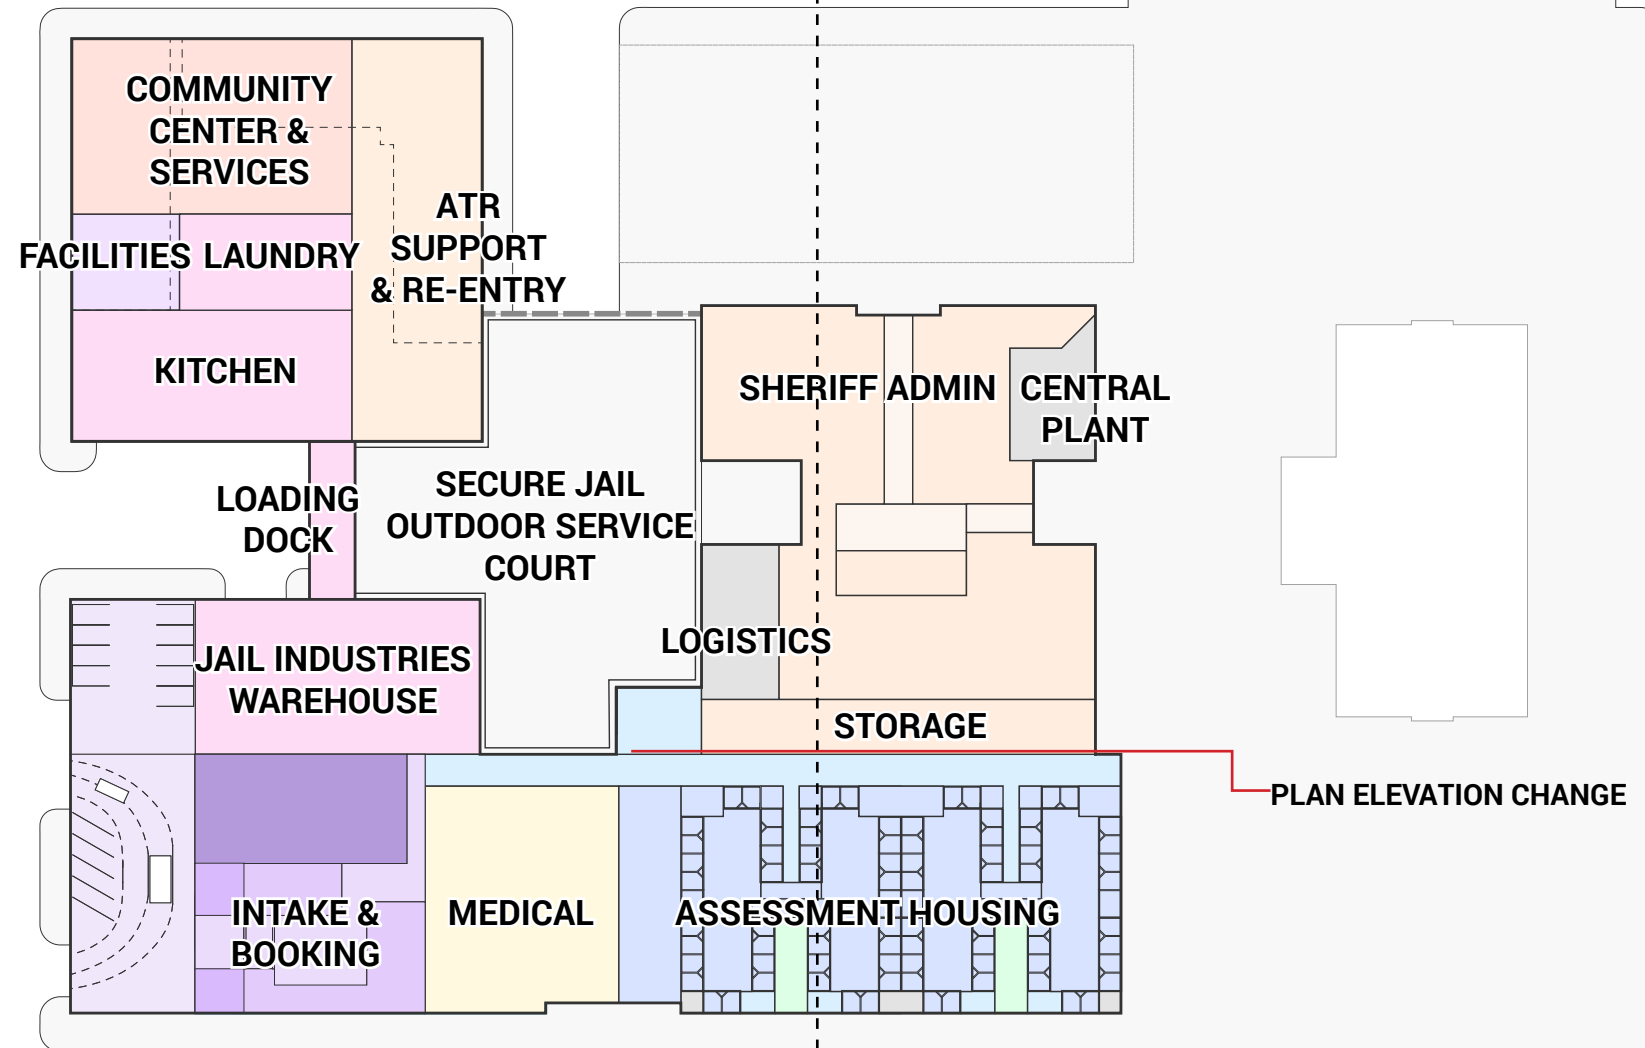 COMMUNITY
CENTER &
SERVICES
ATR
SUPPORT
& RE-ENTRY
FACILITIES
LAUNDRY
KITCHEN
SHERIFF ADMIN
CENTRAL
PLANT
LOADING
DOCK
SECURE JAIL
OUTDOOR SERVICE
COURT
LOGISTICS
JAIL INDUSTRIES
WAREHOUSE
STORAGE
PLAN ELEVATION CHANGE
INTAKE &
BOOKING
MEDICAL
ASSESSMENT HOUSING